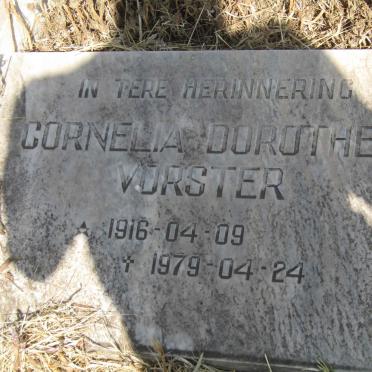 IN TERE HERINNERING
CORNELIA DOROTHE
VORSTER
* 1916-04-09
✝ 1979-04-24